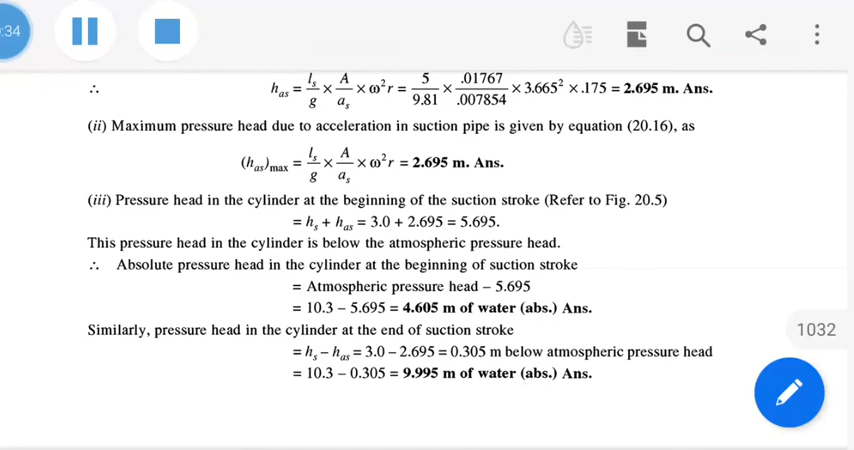 :34
∴ h_as = l_s/g × A/a_s × ω²r = 5/9.81 × .01767/.007854 × 3.665² × .175 = 2.695 m. Ans.
(ii) Maximum pressure head due to acceleration in suction pipe is given by equation (20.16), as
(h_as)_max = l_s/g × A/a_s × ω²r = 2.695 m. Ans.
(iii) Pressure head in the cylinder at the beginning of the suction stroke (Refer to Fig. 20.5)
= h_s + h_as = 3.0 + 2.695 = 5.695.
This pressure head in the cylinder is below the atmospheric pressure head.
∴ Absolute pressure head in the cylinder at the beginning of suction stroke
= Atmospheric pressure head – 5.695
= 10.3 – 5.695 = 4.605 m of water (abs.) Ans.
Similarly, pressure head in the cylinder at the end of suction stroke
1032
= h_s – h_as = 3.0 – 2.695 = 0.305 m below atmospheric pressure head
= 10.3 – 0.305 = 9.995 m of water (abs.) Ans.